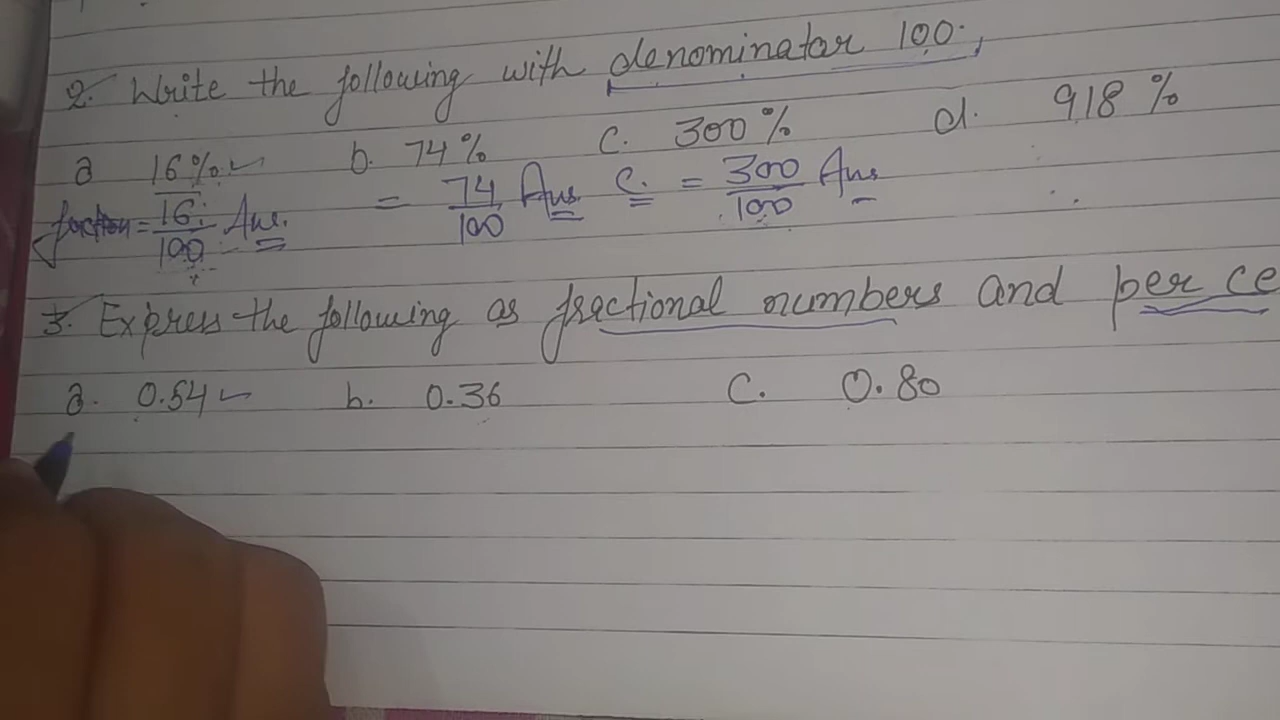 2. Write the following with denominator 100.
a 16% b. 74% C. 300% d. 918%
= 16/100 Ans. = 74/100 Ans C. = 300/100 Ans
3. Express the following as fractional numbers and per ce
a. 0.54 b. 0.36 C. 0.80